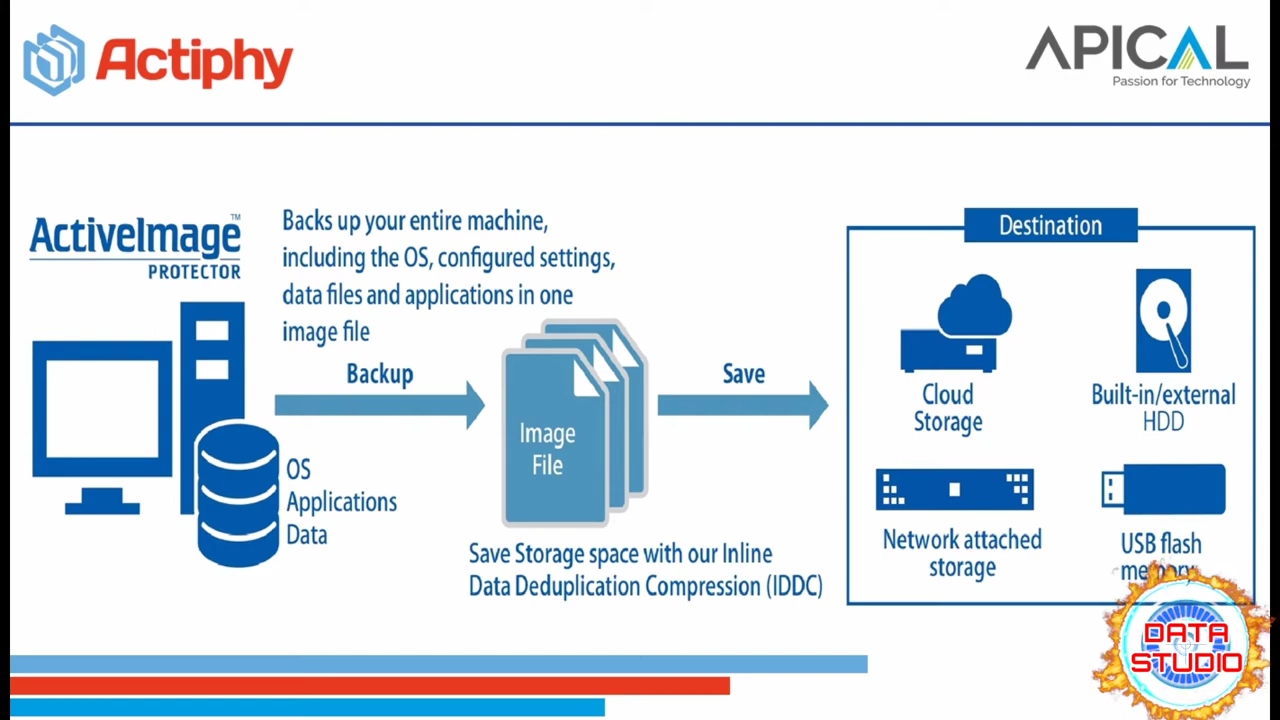 Actiphy
APICAL
Passion for Technology
ActiveImage™
PROTECTOR
Backs up your entire machine,
including the OS, configured settings,
data files and applications in one
image file
Backup
OS
Applications
Data
Image
File
Save
Save Storage space with our Inline
Data Deduplication Compression (IDDC)
Destination
Cloud
Storage
Built-in/external
HDD
Network attached
storage
USB flash
memory
DATA
STUDIO